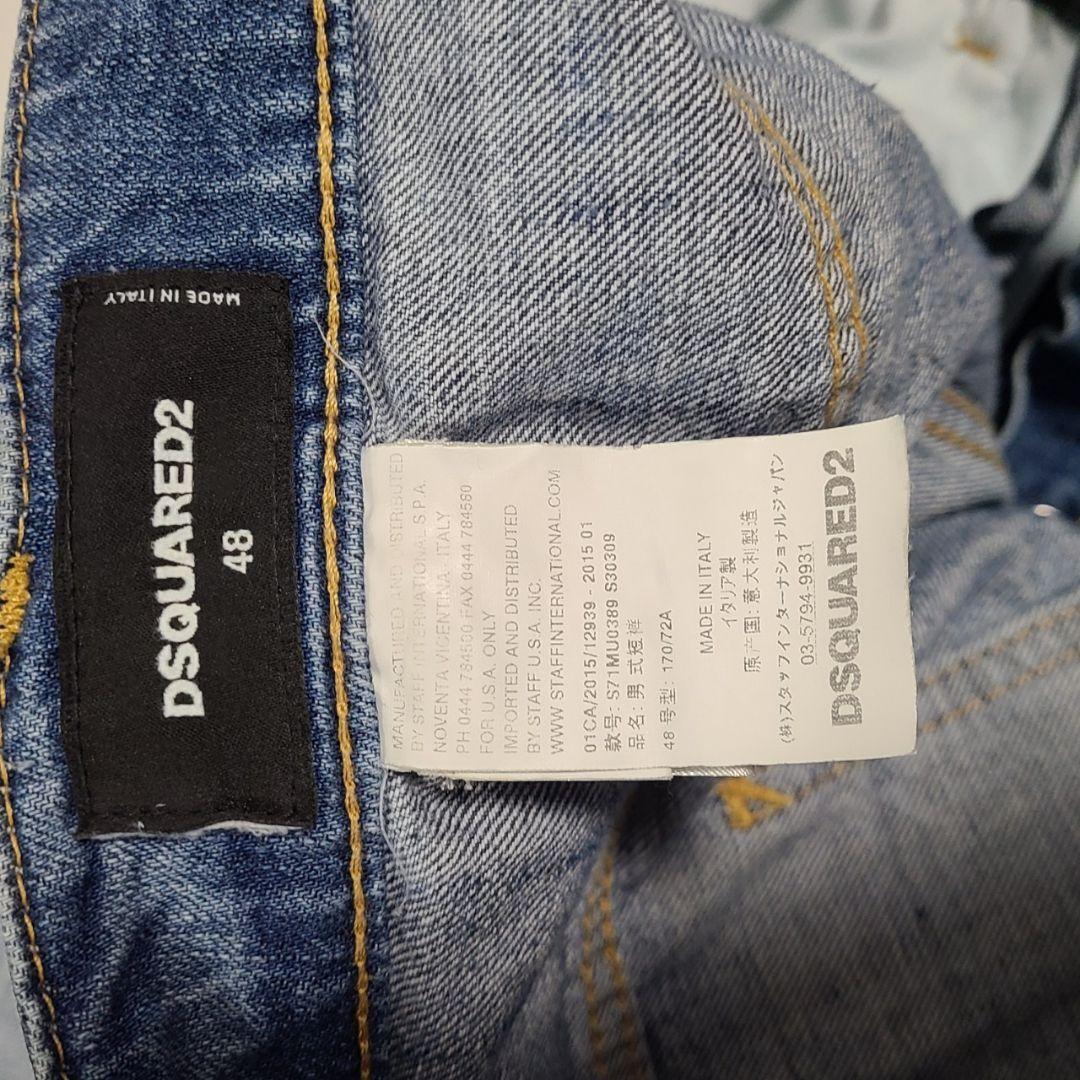 MADE IN ITALY
DSQUARED2
48
MANUFACTURED AND DISTRIBUTED
BY STAFF INTERNATIONAL S.P.A.
NOVENTA VICENTINA ITALY
PH 0444 784500 FAX 0444 784580
FOR U.S.A. ONLY
IMPORTED AND DISTRIBUTED
BY STAFF U.S.A. INC.
WWW STAFFINTERNATIONAL.COM
01CA/2015/12939 - 2015 01
款号: S71MU0389 S30309
品名: 男 式短裤
48 号型: 170/72A
MADE IN ITALY
イタリア製
原产国: 意大利製造
(株)スタッフインターナショナルジャパン
03-5794-9931
DSQUARED2